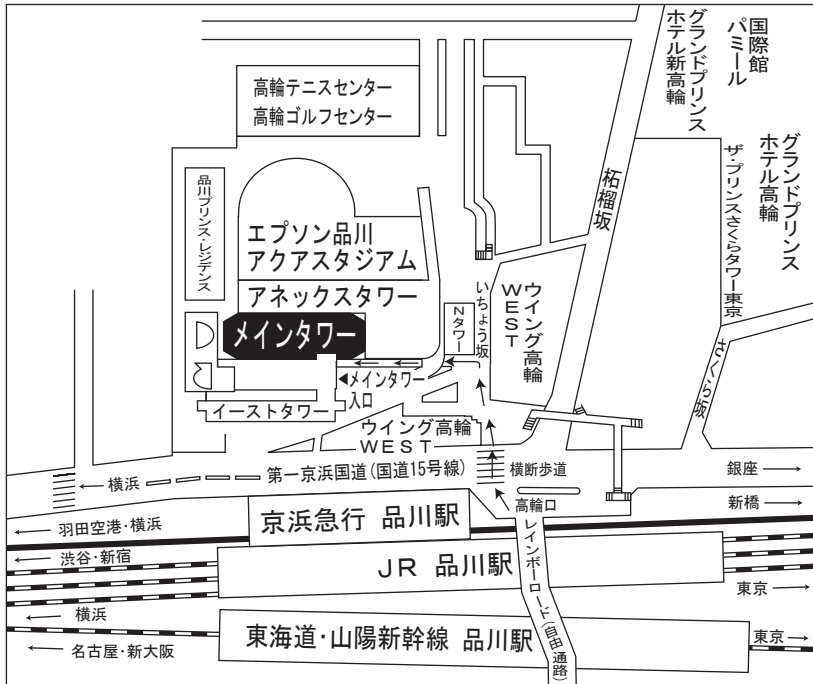 国際館
パミール
グランドプリンス
ホテル新高輪
高輪テニスセンター
高輪ゴルフセンター
グランドプリンス
ホテル高輪
ザ・プリンスさくらタワー東京
柘榴坂
品川プリンス・レジデンス
エプソン品川
アクアスタジアム
アネックスタワー
メインタワー
Nタワー
いちょう坂
ウイング高輪
WEST
さくら坂
メインタワー
入口
イーストタワー
ウイング高輪
WEST
横浜
第一京浜国道(国道15号線)
横断歩道
銀座
高輪口
新橋
羽田空港・横浜
京浜急行 品川駅
渋谷・新宿
JR 品川駅
レインボーロード(自由通路)
東京
横浜
東海道・山陽新幹線 品川駅
東京
名古屋・新大阪